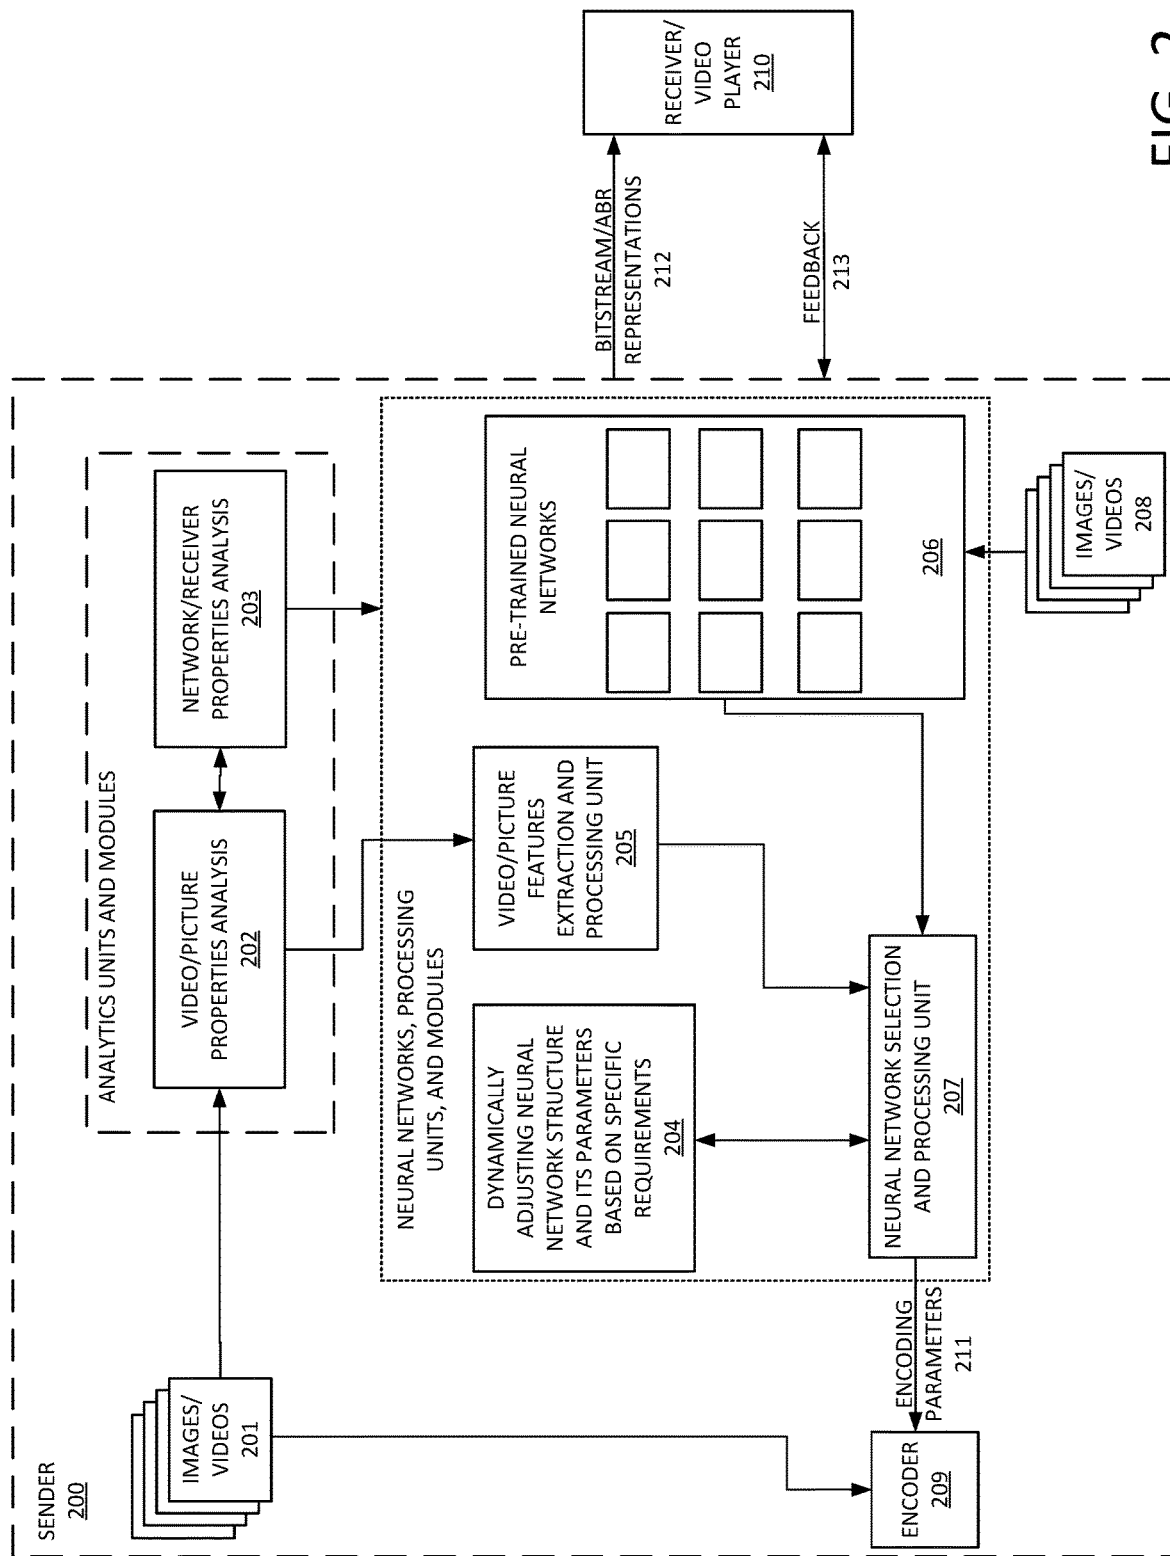 SENDER
200
IMAGES/
VIDEOS
201
ANALYTICS UNITS AND MODULES
VIDEO/PICTURE
PROPERTIES ANALYSIS
202
NETWORK/RECEIVER
PROPERTIES ANALYSIS
203
NEURAL NETWORKS, PROCESSING
UNITS, AND MODULES
DYNAMICALLY
ADJUSTING NEURAL
NETWORK STRUCTURE
AND ITS PARAMETERS
BASED ON SPECIFIC
REQUIREMENTS
204
VIDEO/PICTURE
FEATURES
EXTRACTION AND
PROCESSING UNIT
205
PRE-TRAINED NEURAL
NETWORKS
206
NEURAL NETWORK SELECTION
AND PROCESSING UNIT
207
IMAGES/
VIDEOS
208
ENCODER
209
ENCODING
PARAMETERS
211
BITSTREAM/ABR
REPRESENTATIONS
212
FEEDBACK
213
RECEIVER/
VIDEO
PLAYER
210
FIG. 2